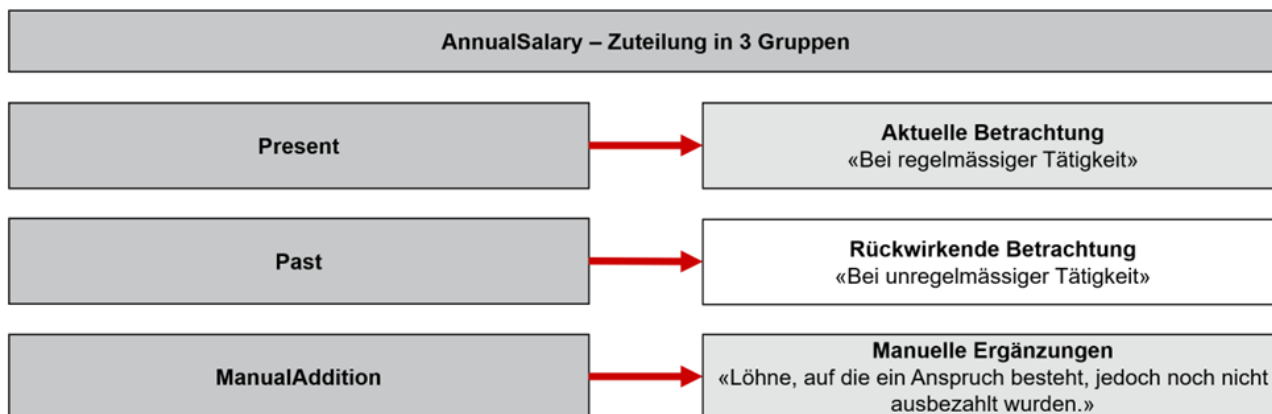 AnnualSalary – Zuteilung in 3 Gruppen
Present
Aktuelle Betrachtung
«Bei regelmässiger Tätigkeit»
Past
Rückwirkende Betrachtung
«Bei unregelmässiger Tätigkeit»
ManualAddition
Manuelle Ergänzungen
«Löhne, auf die ein Anspruch besteht, jedoch noch nicht
ausbezahlt wurden.»